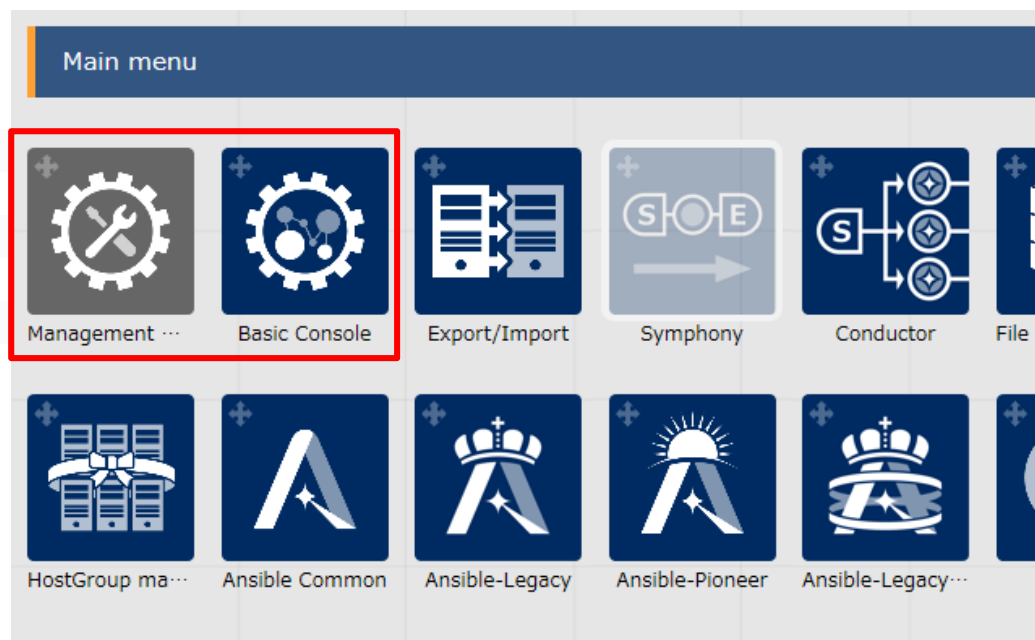 Main menu
S E
S
Management ···
Basic Console
Export/Import
Symphony
Conductor
File
HostGroup ma···
Ansible Common
Ansible-Legacy
Ansible-Pioneer
Ansible-Legacy···